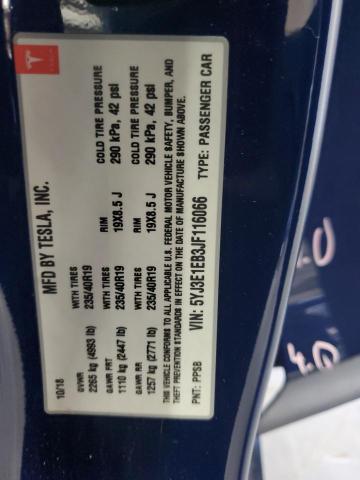 TESLA
MFD BY TESLA, INC.
10/18
GVWR
2265 kg (4993 lb)
WITH TIRES
235/40R19
RIM
19X8.5 J
COLD TIRE PRESSURE
290 kPa, 42 psi
GAWR FRT
1110 kg (2447 lb)
WITH TIRES
235/40R19
RIM
19X8.5 J
COLD TIRE PRESSURE
290 kPa, 42 psi
GAWR RR
1257 kg (2771 lb)
THIS VEHICLE CONFORMS TO ALL APPLICABLE U.S. FEDERAL MOTOR VEHICLE SAFETY, BUMPER, AND
THEFT PREVENTION STANDARDS IN EFFECT ON THE DATE OF MANUFACTURE SHOWN ABOVE.
VIN: 5YJ3E1EB3JF116066
PNT: PPSB
TYPE: PASSENGER CAR